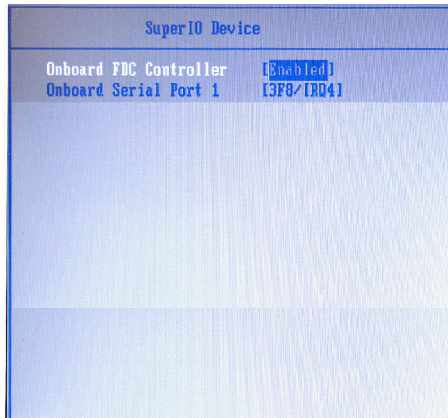 SuperIO Device
Onboard FDC Controller [Enabled]
Onboard Serial Port 1 [3F8/IRQ4]